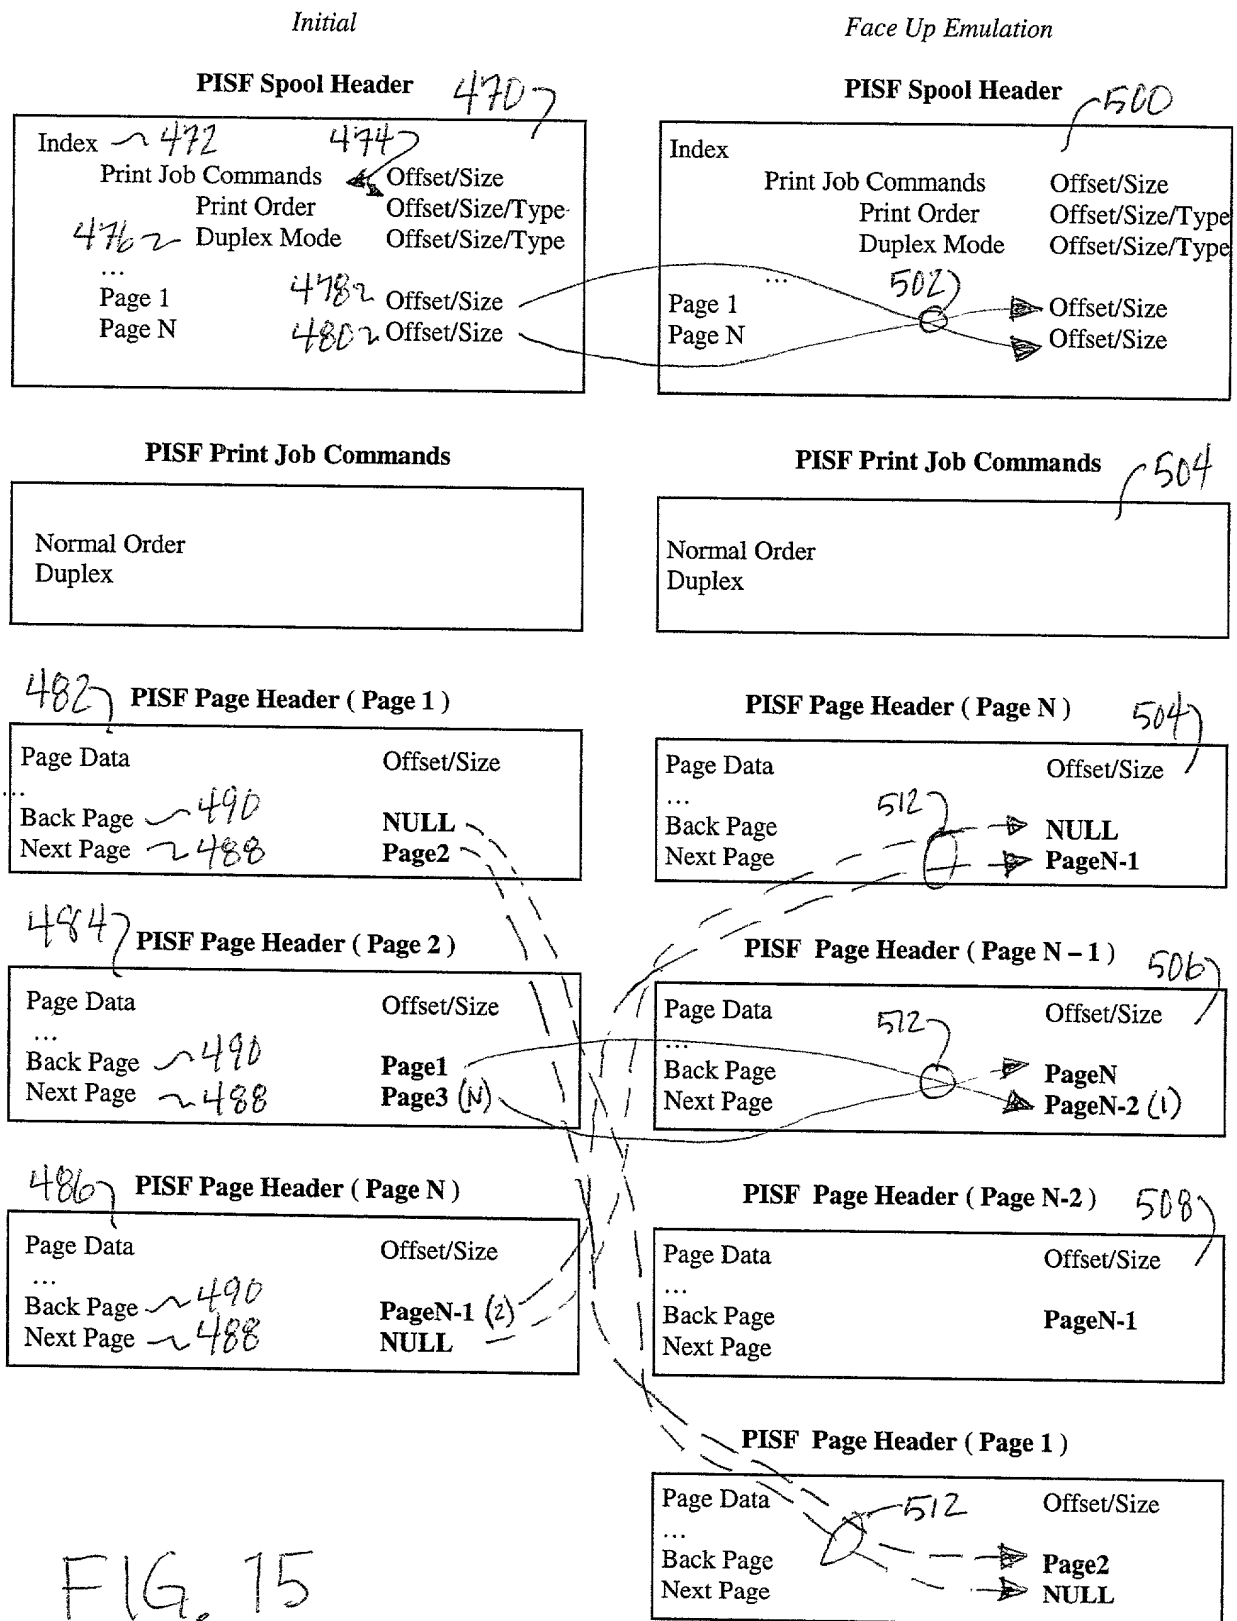 Initial
PISF Spool Header 470
Index 472 474
Print Job Commands Offset/Size
Print Order Offset/Size/Type
476 Duplex Mode Offset/Size/Type
...
Page 1 478 Offset/Size
Page N 480 Offset/Size
PISF Print Job Commands
Normal Order
Duplex
482 PISF Page Header ( Page 1 )
Page Data Offset/Size
...
Back Page 490 NULL
Next Page 488 Page2
484 PISF Page Header ( Page 2 )
Page Data Offset/Size
...
Back Page 490 Page1
Next Page 488 Page3 (N)
486 PISF Page Header ( Page N )
Page Data Offset/Size
...
Back Page 490 PageN-1 (2)
Next Page 488 NULL
Face Up Emulation
PISF Spool Header 500
Index
Print Job Commands Offset/Size
Print Order Offset/Size/Type
Duplex Mode Offset/Size/Type
... 502
Page 1 Offset/Size
Page N Offset/Size
PISF Print Job Commands 504
Normal Order
Duplex
PISF Page Header ( Page N ) 504
Page Data Offset/Size
... 512
Back Page NULL
Next Page PageN-1
PISF Page Header ( Page N – 1 ) 506
Page Data 512 Offset/Size
...
Back Page PageN
Next Page PageN-2 (1)
PISF Page Header ( Page N-2 ) 508
Page Data Offset/Size
...
Back Page PageN-1
Next Page
PISF Page Header ( Page 1 )
Page Data 512 Offset/Size
...
Back Page Page2
Next Page NULL
FIG. 15